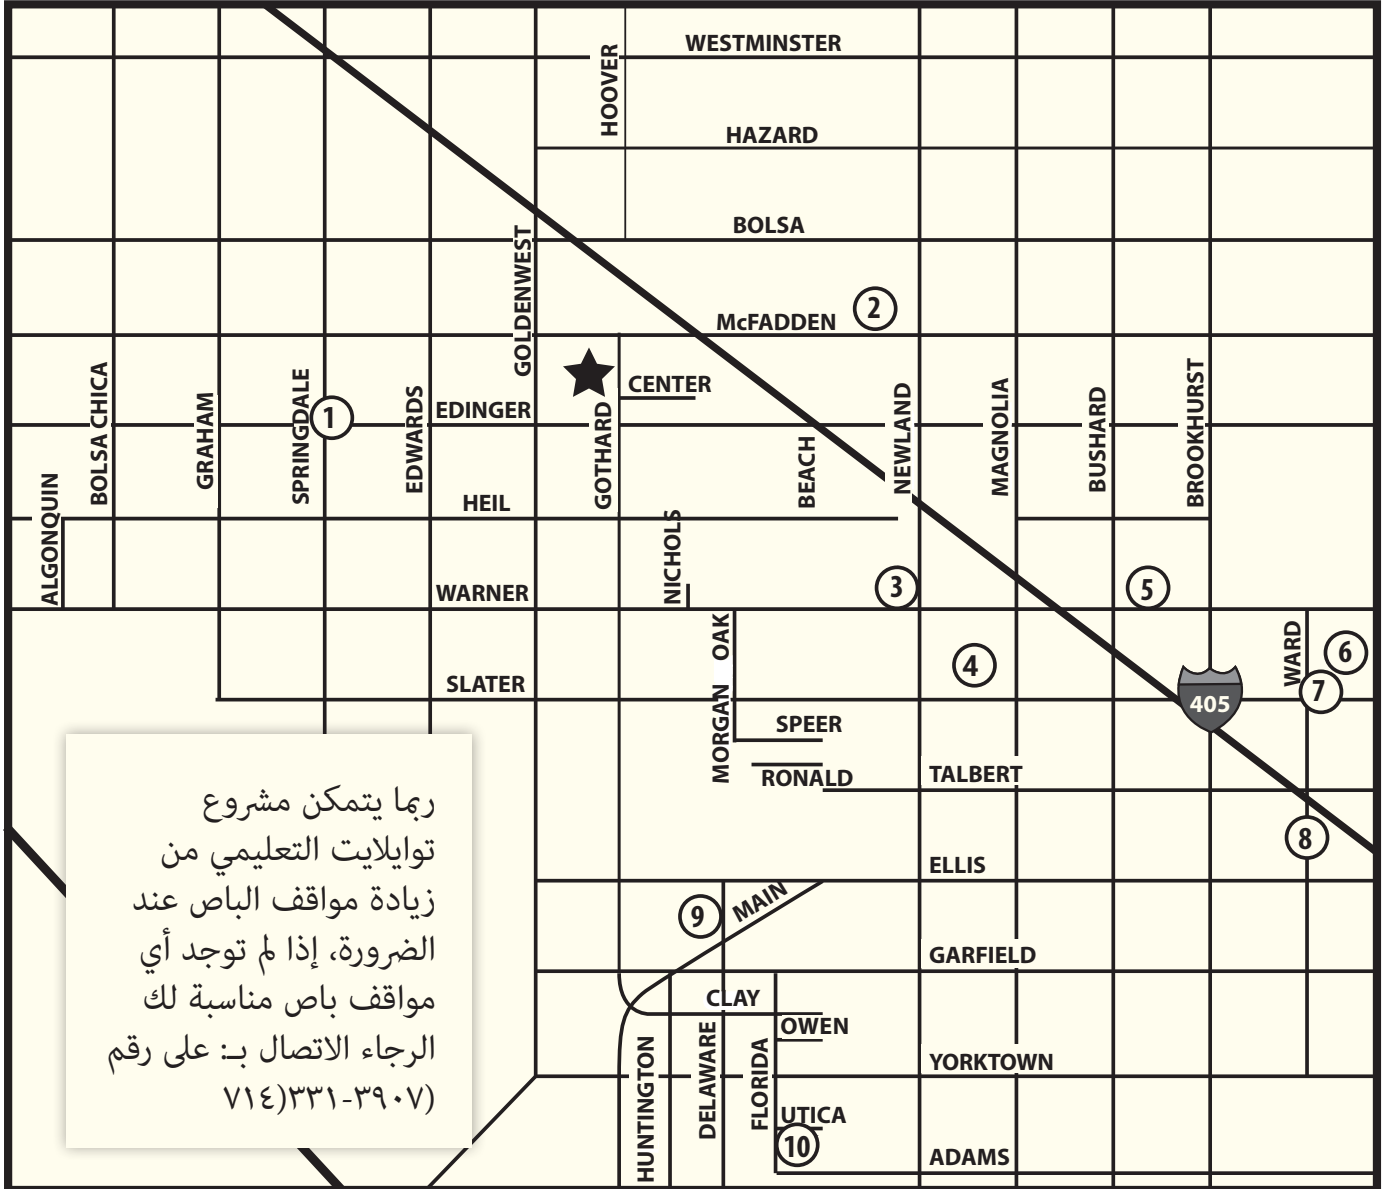 WESTMINSTER
HOOVER
HAZARD
BOLSA
GOLDENWEST
2
McFADDEN
CENTER
BOLSA CHICA
GRAHAM
SPRINGDALE
1
EDWARDS
EDINGER
GOTHARD
BEACH
NEWLAND
MAGNOLIA
BUSHARD
BROOKHURST
ALGONQUIN
HEIL
NICHOLS
WARNER
3
5
OAK
4
WARD
6
7
SLATER
MORGAN
405
SPEER
RONALD
TALBERT
8
ELLIS
9
MAIN
GARFIELD
CLAY
OWEN
HUNTINGTON
DELAWARE
FLORIDA
YORKTOWN
UTICA
10
ADAMS
ربما يتمكن مشروع
توايلايت التعليمي من
زيادة مواقف الباص عند
الضرورة، إذا لم توجد أي
مواقف باص مناسبة لك
الرجاء الاتصال بـ: على رقم
(٧١٤)٣٣١-٣٩٠٧